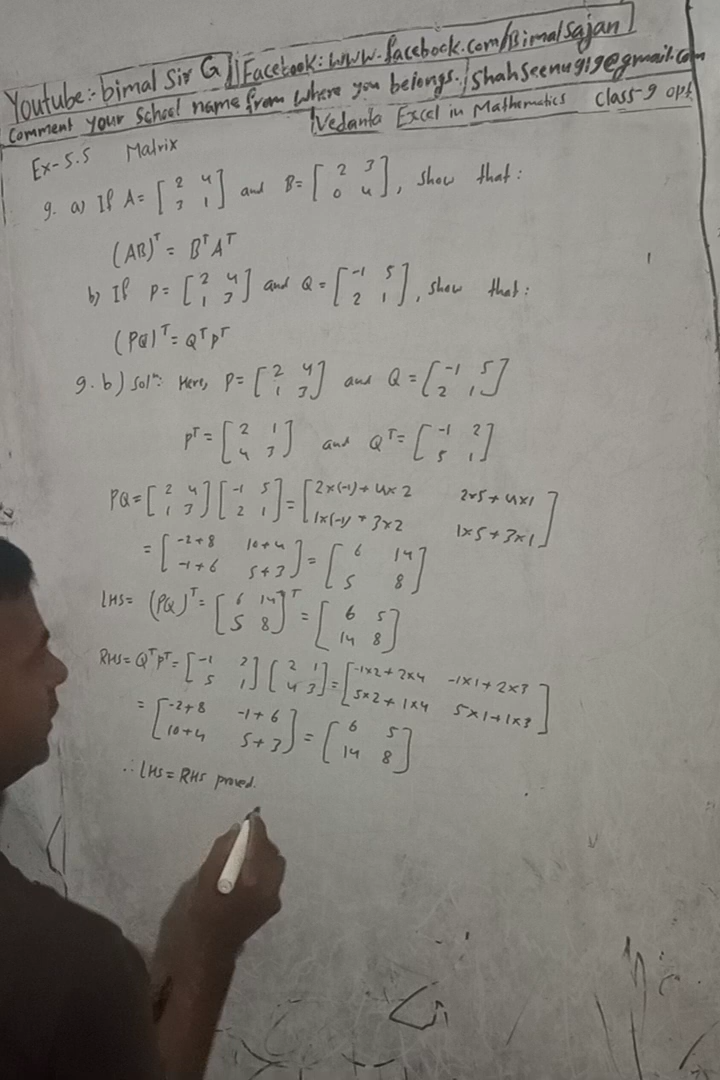 Youtube:- bimal Sir G || Facebook: www.facebook.com/Bimalsajan
Comment your School name from where you belongs. / Shahseenu919@gmail.com
Vedanta Excel in Mathematics Class-9 opt
Ex-5.5 Matrix
9. a) If A = [2 4; 3 1] and B = [2 3; 0 4], show that:
(AB)ᵀ = BᵀAᵀ
b) If P = [2 4; 1 3] and Q = [-1 5; 2 1], show that:
(PQ)ᵀ = QᵀPᵀ
9. b) Solⁿ: Here, P = [2 4; 1 3] and Q = [-1 5; 2 1]
Pᵀ = [2 1; 4 3] and Qᵀ = [-1 2; 5 1]
PQ = [2 4; 1 3] [-1 5; 2 1] = [2×(-1)+4×2 2×5+4×1; 1×(-1)+3×2 1×5+3×1]
= [-2+8 10+4; -1+6 5+3] = [6 14; 5 8]
LHS = (PQ)ᵀ = [6 14; 5 8]ᵀ = [6 5; 14 8]
RHS = QᵀPᵀ = [-1 2; 5 1] [2 1; 4 3] = [-1×2+2×4 -1×1+2×3; 5×2+1×4 5×1+1×3]
= [-2+8 -1+6; 10+4 5+3] = [6 5; 14 8]
∴ LHS = RHS proved.